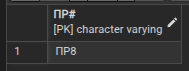 ПР#
[PK] character varying
1 ПР8